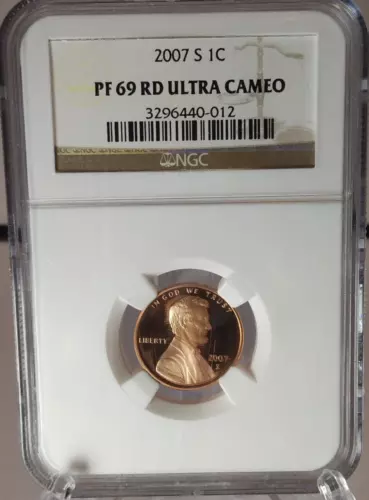 2007 S 1C
PF 69 RD ULTRA CAMEO
3296440-012
NGC
IN GOD WE TRUST
LIBERTY
2007
S